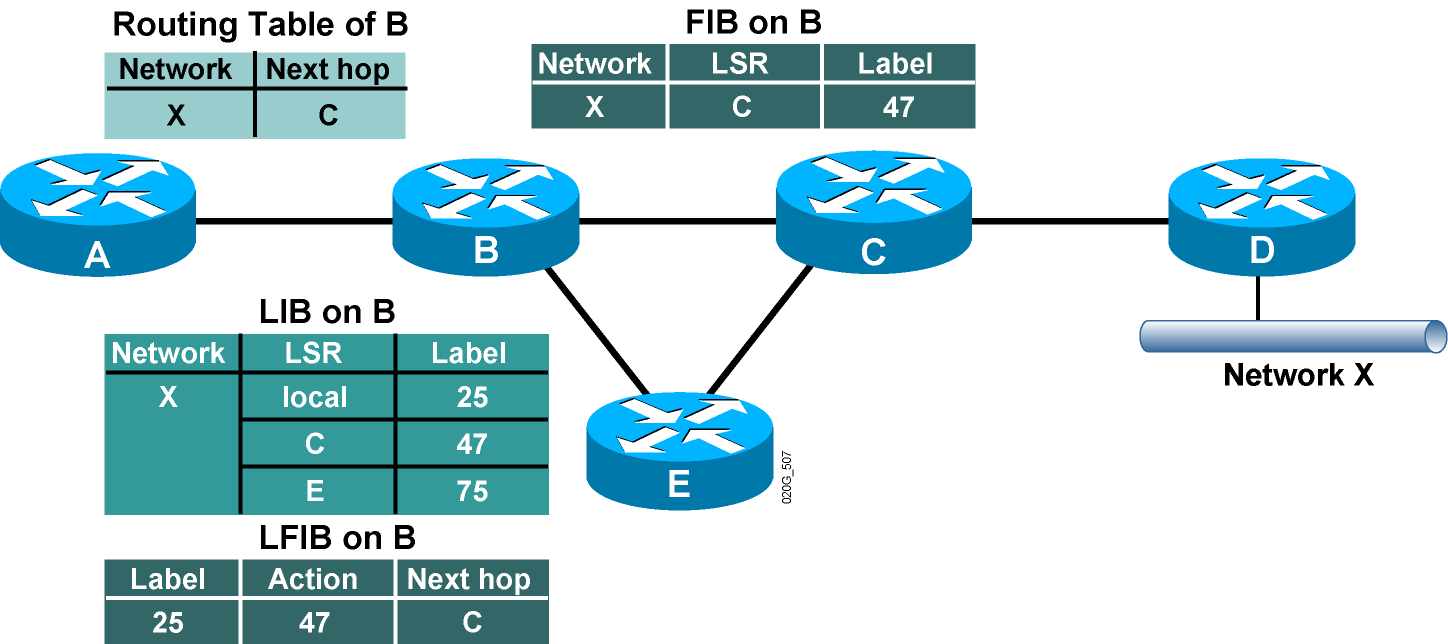 Routing Table of B
Network Next hop
X C
FIB on B
Network LSR Label
X C 47
A
B
C
D
Network X
LIB on B
Network LSR Label
X local 25
C 47
E 75
E
020G_507
LFIB on B
Label Action Next hop
25 47 C